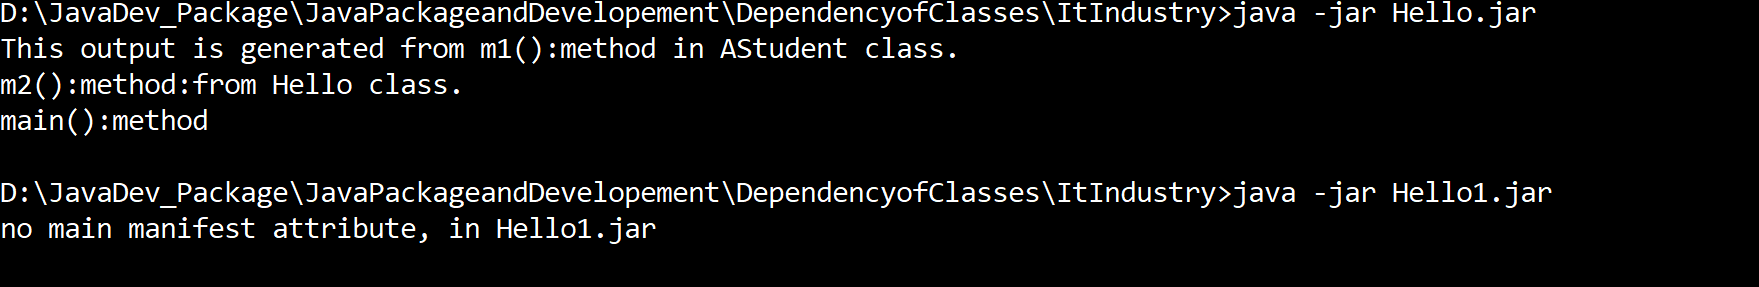 D:\JavaDev_Package\JavaPackageandDevelopement\DependencyofClasses\ItIndustry>java -jar Hello.jar
This output is generated from m1():method in AStudent class.
m2():method:from Hello class.
main():method
D:\JavaDev_Package\JavaPackageandDevelopement\DependencyofClasses\ItIndustry>java -jar Hello1.jar
no main manifest attribute, in Hello1.jar